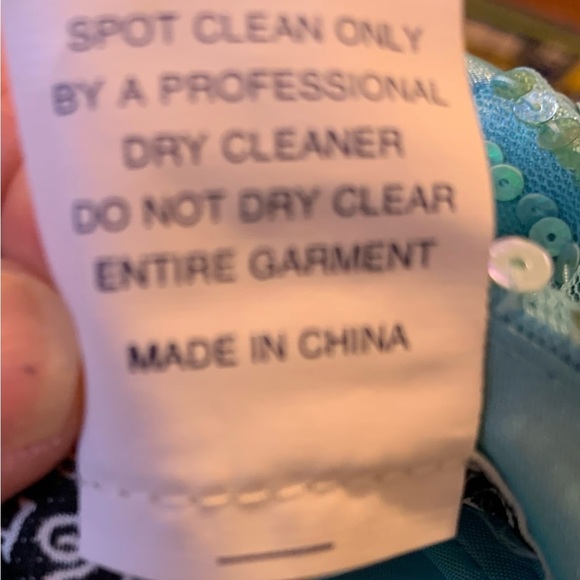 SPOT CLEAN ONLY
BY A PROFESSIONAL
DRY CLEANER
DO NOT DRY CLEAR
ENTIRE GARMENT
MADE IN CHINA